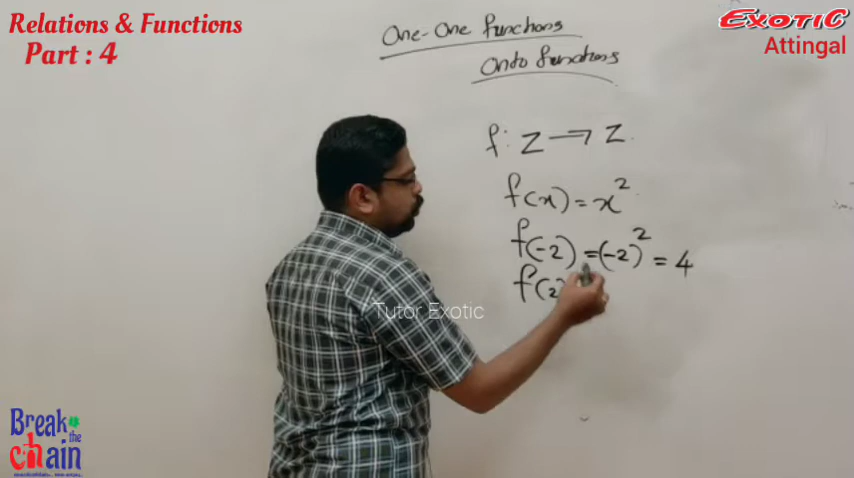 Relations & Functions
Part : 4
EXOTIC
Attingal
One-One functions
Onto functions
f: Z → Z
f(x) = x²
f(-2) = (-2)² = 4
f(2)
Tutor Exotic
Break
the
chain